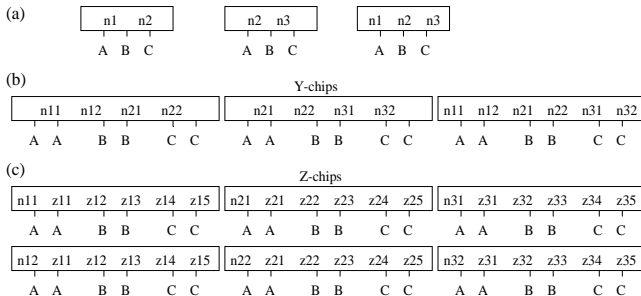 (a)
n1 n2 n2 n3 n1 n2 n3
A B C A B C A B C
(b)
Y-chips
n11 n12 n21 n22 n21 n22 n31 n32 n11 n12 n21 n22 n31 n32
A A B B C C A A B B C C A A B B C C
(c)
Z-chips
n11 z11 z12 z13 z14 z15 n21 z21 z22 z23 z24 z25 n31 z31 z32 z33 z34 z35
A A B B C C A A B B C C A A B B C C
n12 z11 z12 z13 z14 z15 n22 z21 z22 z23 z24 z25 n32 z31 z32 z33 z34 z35
A A B B C C A A B B C C A A B B C C